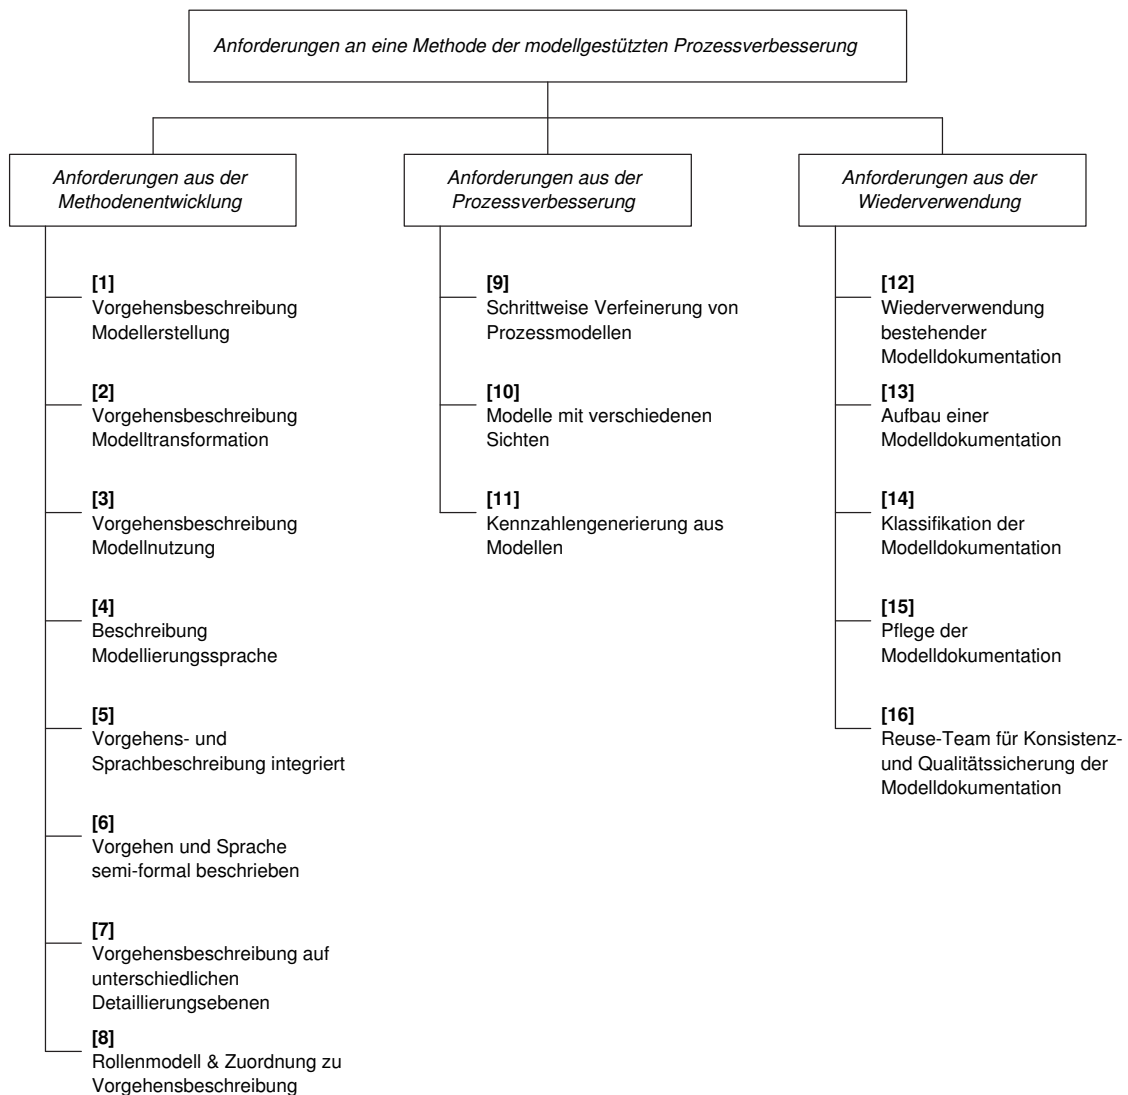 Anforderungen an eine Methode der modellgestützten Prozessverbesserung
Anforderungen aus der
Methodenentwicklung
[1]
Vorgehensbeschreibung
Modellerstellung
[2]
Vorgehensbeschreibung
Modelltransformation
[3]
Vorgehensbeschreibung
Modellnutzung
[4]
Beschreibung
Modellierungssprache
[5]
Vorgehens- und
Sprachbeschreibung integriert
[6]
Vorgehen und Sprache
semi-formal beschrieben
[7]
Vorgehensbeschreibung auf
unterschiedlichen
Detaillierungsebenen
[8]
Rollenmodell & Zuordnung zu
Vorgehensbeschreibung
Anforderungen aus der
Prozessverbesserung
[9]
Schrittweise Verfeinerung von
Prozessmodellen
[10]
Modelle mit verschiedenen
Sichten
[11]
Kennzahlengenerierung aus
Modellen
Anforderungen aus der
Wiederverwendung
[12]
Wiederverwendung
bestehender
Modelldokumentation
[13]
Aufbau einer
Modelldokumentation
[14]
Klassifikation der
Modelldokumentation
[15]
Pflege der
Modelldokumentation
[16]
Reuse-Team für Konsistenz-
und Qualitätssicherung der
Modelldokumentation